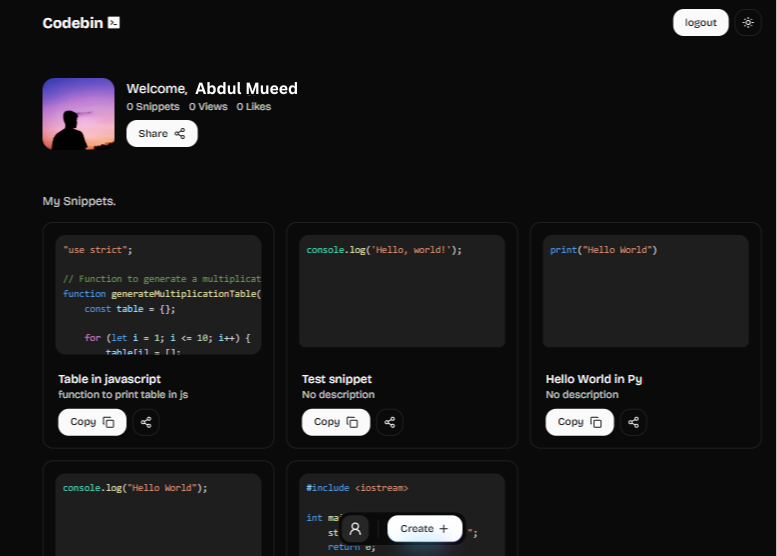 Codebin
logout
Welcome, Abdul Mueed
0 Snippets 0 Views 0 Likes
Share
My Snippets.
"use strict";
// Function to generate a multiplicat
function generateMultiplicationTable(
const table = {};
for (let i = 1; i <= 10; i++) {
table[i] = [];
Table in javascript
function to print table in js
Copy
console.log('Hello, world!');
Test snippet
No description
Copy
print("Hello World")
Hello World in Py
No description
Copy
console.log("Hello World");
#include <iostream>
int ma
st ";
return 0;
Create +